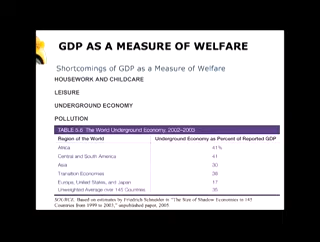 GDP AS A MEASURE OF WELFARE
Shortcomings of GDP as a Measure of Welfare
HOUSEWORK AND CHILDCARE
LEISURE
UNDERGROUND ECONOMY
POLLUTION
TABLE 5-8 The World Underground Economy, 2002–2003
Region of the World Underground Economy as Percent of Reported GDP
Africa 41%
Central and South America 41
Asia 30
Transition Economies 38
Europe, United States, and Japan 17
Unweighted Average over 145 Countries 35
SOURCE: Based on estimates by Friedrich Schneider in "The Size of Shadow Economies in 145
Countries from 1999 to 2003," unpublished paper, 2005